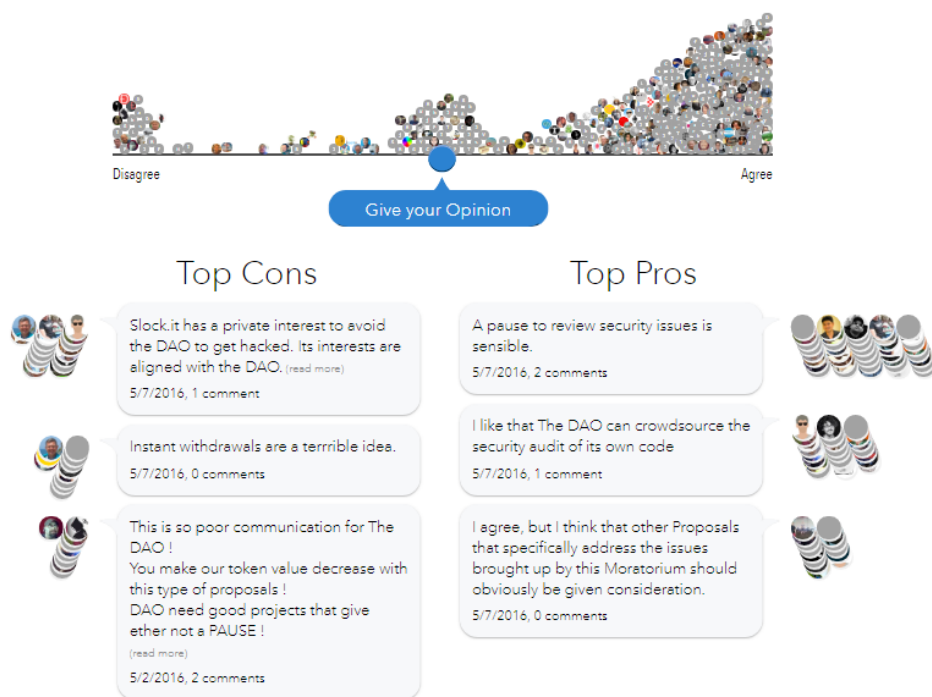 Disagree
Agree
Give your Opinion
Top Cons
Slock.it has a private interest to avoid
the DAO to get hacked. Its interests are
aligned with the DAO. (read more)
5/7/2016, 1 comment
Instant withdrawals are a terrrible idea.
5/7/2016, 0 comments
This is so poor communication for The
DAO !
You make our token value decrease with
this type of proposals !
DAO need good projects that give
ether not a PAUSE !
(read more)
5/2/2016, 2 comments
Top Pros
A pause to review security issues is
sensible.
5/7/2016, 2 comments
I like that The DAO can crowdsource the
security audit of its own code
5/7/2016, 1 comment
I agree, but I think that other Proposals
that specifically address the issues
brought up by this Moratorium should
obviously be given consideration.
5/7/2016, 0 comments